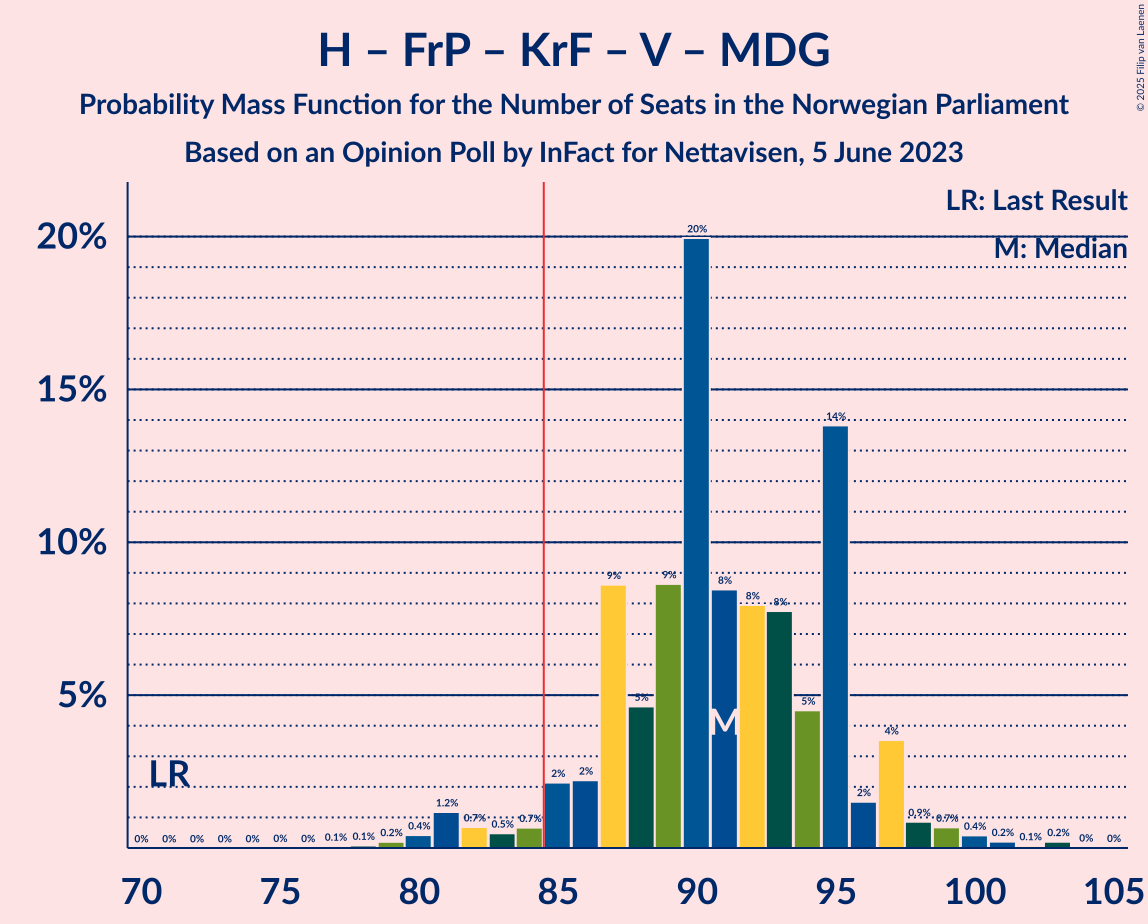 H – FrP – KrF – V – MDG
Probability Mass Function for the Number of Seats in the Norwegian Parliament
Based on an Opinion Poll by InFact for Nettavisen, 5 June 2023
© 2025 Filip van Laenen
LR: Last Result
M: Median
20%
15%
10%
5%
LR
M
0% 0% 0% 0% 0% 0% 0% 0.1% 0.1% 0.2% 0.4% 1.2% 0.7% 0.5% 0.7% 2% 2% 9% 5% 9% 20% 8% 8% 8% 5% 14% 2% 4% 0.9% 0.7% 0.4% 0.2% 0.1% 0.2% 0% 0%
70 75 80 85 90 95 100 105